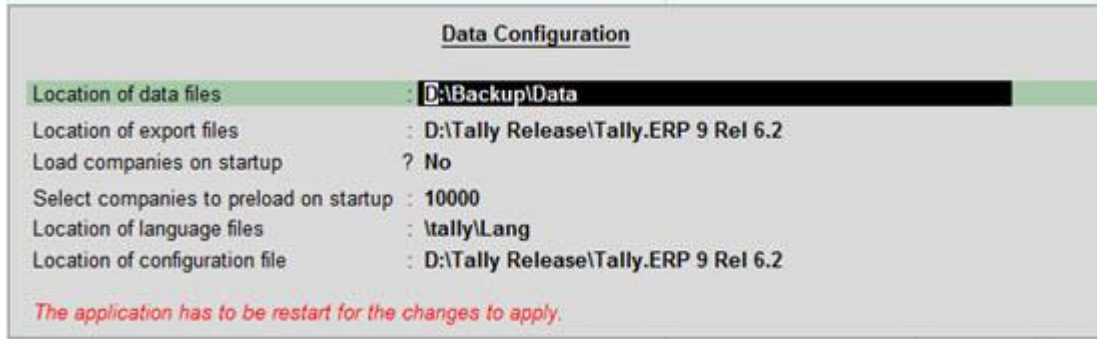 Data Configuration
Location of data files : D:\Backup\Data
Location of export files : D:\Tally Release\Tally.ERP 9 Rel 6.2
Load companies on startup ? No
Select companies to preload on startup : 10000
Location of language files : \tally\Lang
Location of configuration file : D:\Tally Release\Tally.ERP 9 Rel 6.2
The application has to be restart for the changes to apply.